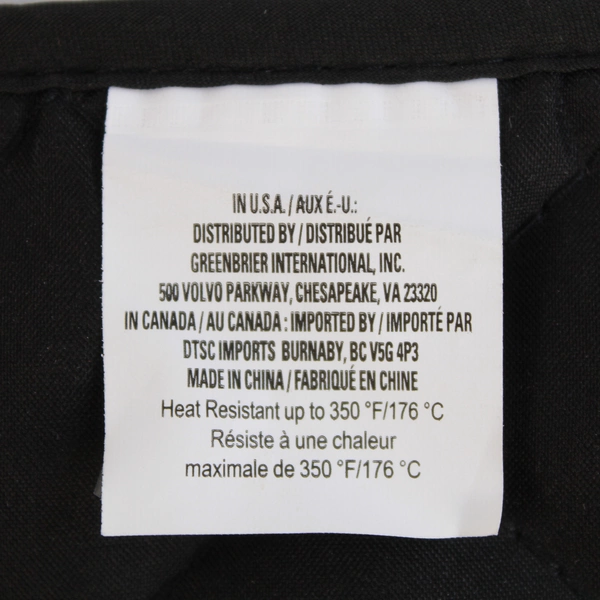 IN U.S.A. / AUX É.-U.:
DISTRIBUTED BY / DISTRIBUÉ PAR
GREENBRIER INTERNATIONAL, INC.
500 VOLVO PARKWAY, CHESAPEAKE, VA 23320
IN CANADA / AU CANADA : IMPORTED BY / IMPORTÉ PAR
DTSC IMPORTS BURNABY, BC V5G 4P3
MADE IN CHINA / FABRIQUÉ EN CHINE
Heat Resistant up to 350 °F/176 °C
Résiste à une chaleur
maximale de 350 °F/176 °C